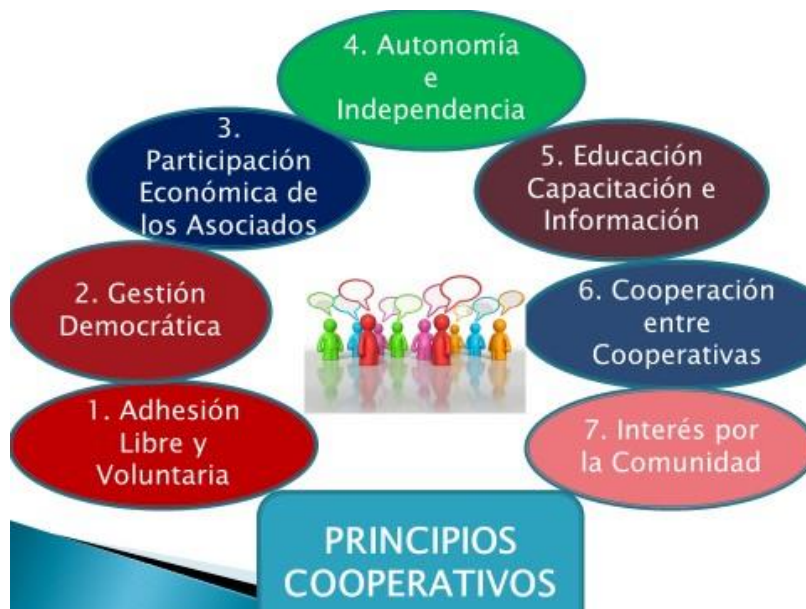 4. Autonomía
e
Independencia
3.
Participación
Económica de
los Asociados
5. Educación
Capacitación e
Información
2. Gestión
Democrática
6. Cooperación
entre
Cooperativas
1. Adhesión
Libre y
Voluntaria
7. Interés por
la Comunidad
PRINCIPIOS
COOPERATIVOS